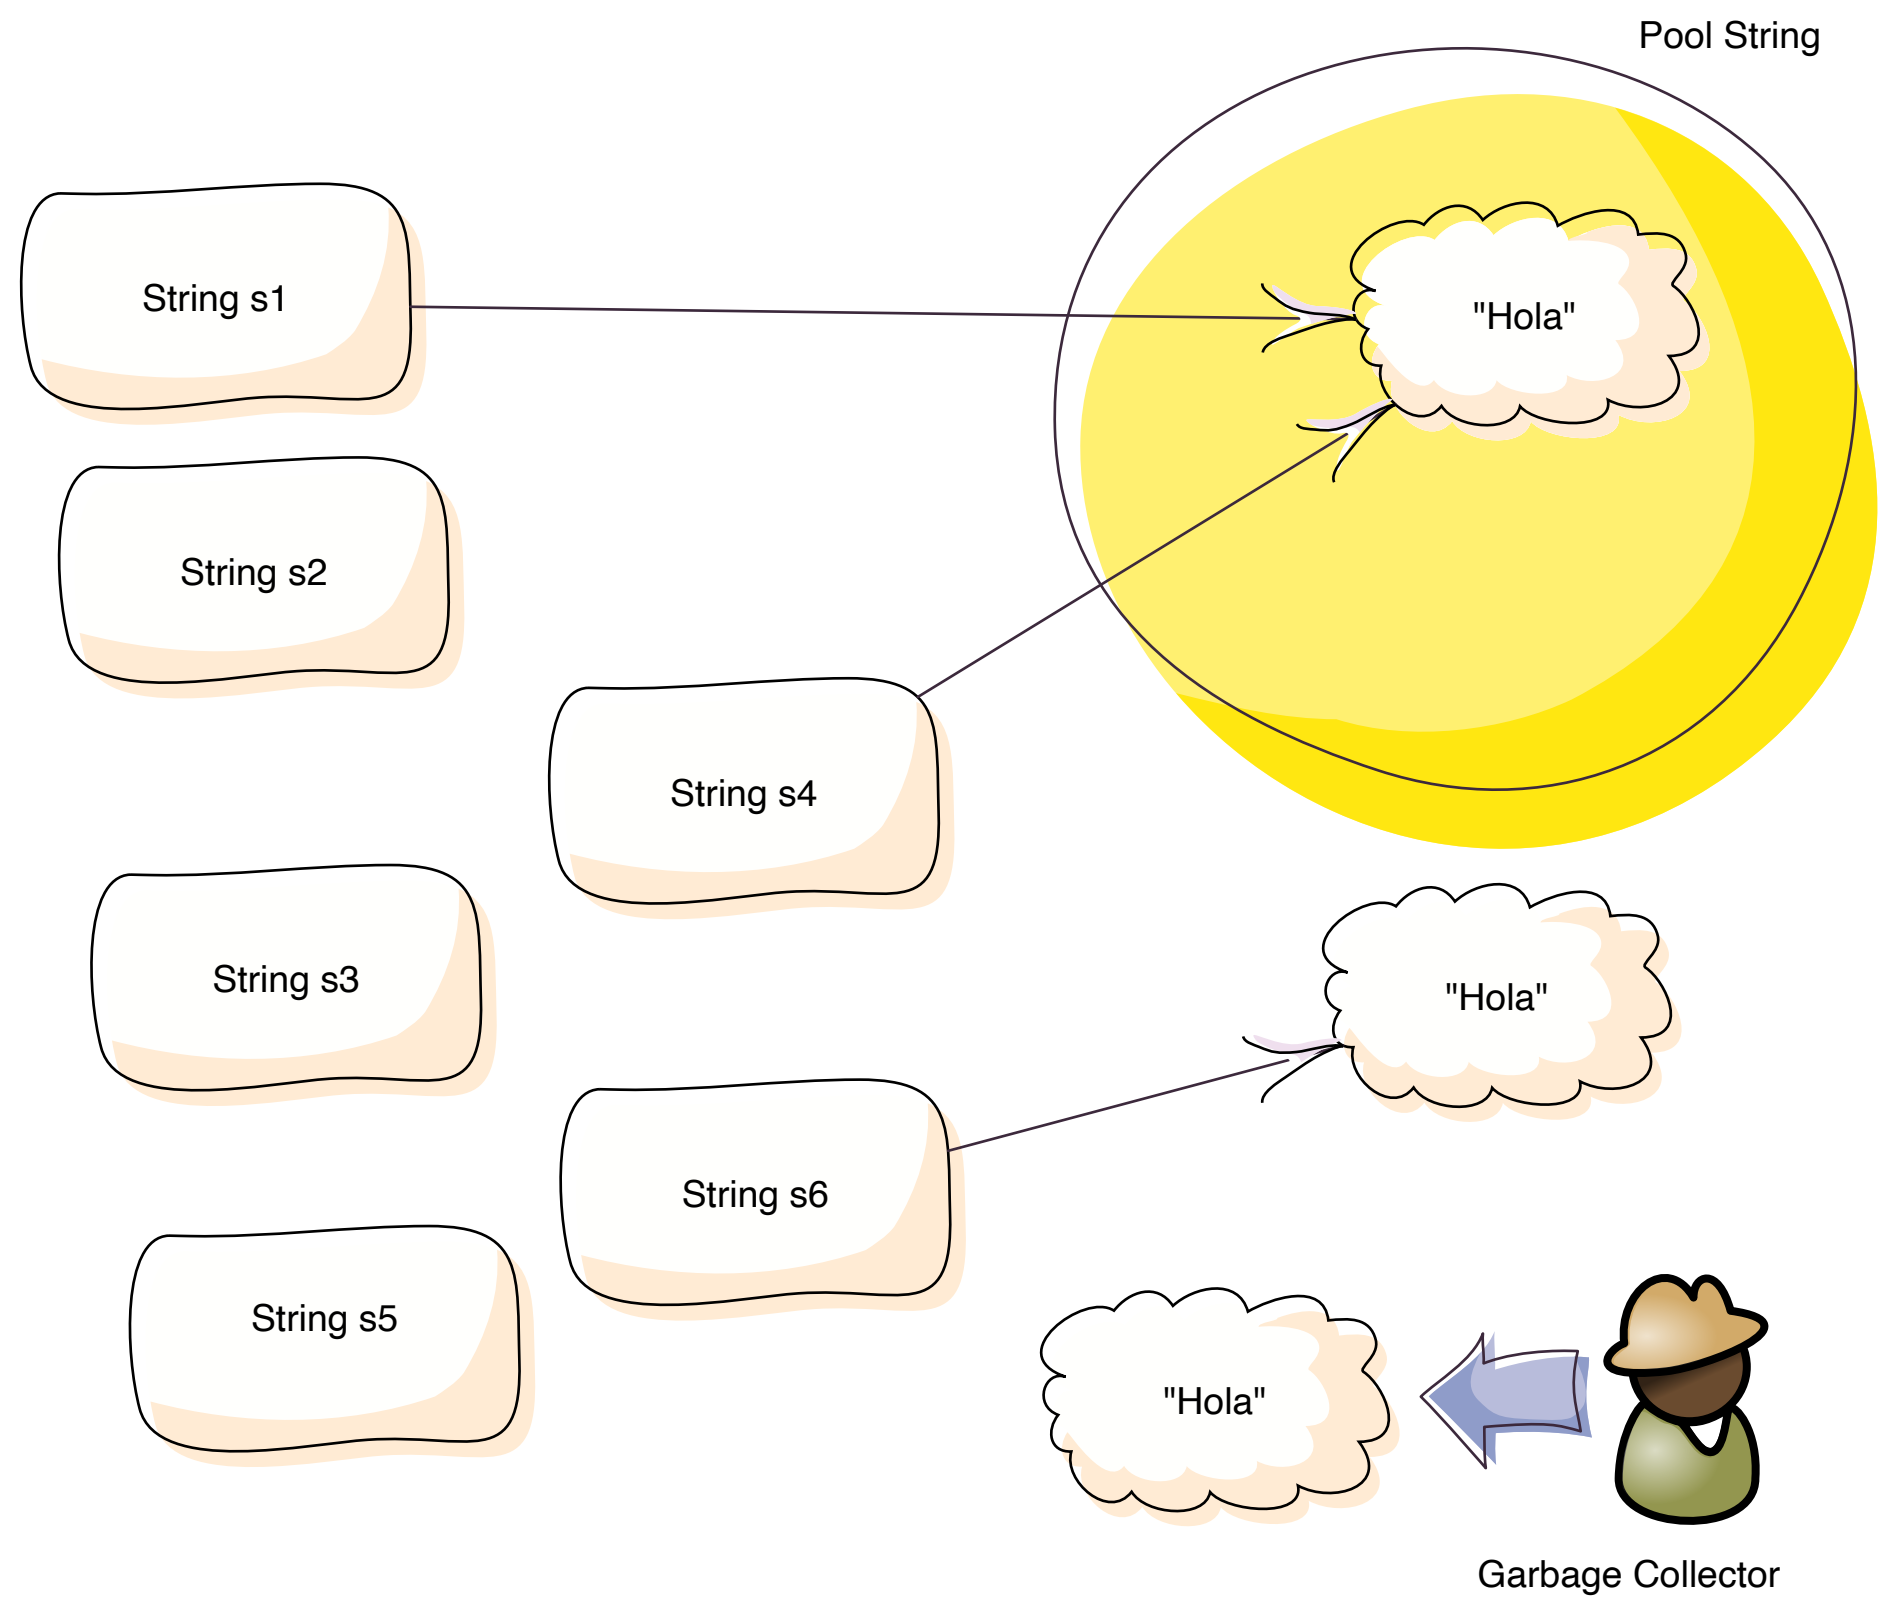 Pool String
String s1
"Hola"
String s2
String s4
String s3
"Hola"
String s6
String s5
"Hola"
Garbage Collector